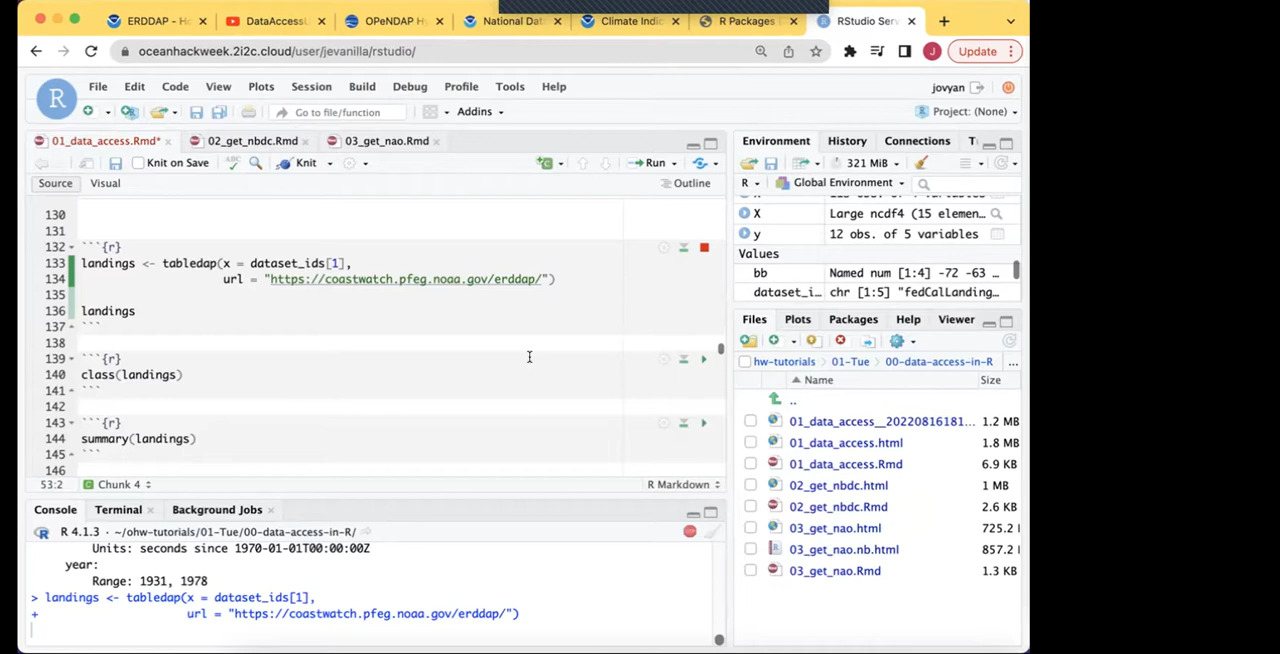 ERDDAP - Ho
DataAccessU
OPeNDAP Hy
National Dat
Climate Indic
R Packages |
RStudio Serv
oceanhackweek.2i2c.cloud/user/jevanilla/rstudio/
J
Update
R
File Edit Code View Plots Session Build Debug Profile Tools Help
jovyan
Go to file/function
Addins
Project: (None)
01_data_access.Rmd*
02_get_nbdc.Rmd
03_get_nao.Rmd
Knit on Save
ABC
Knit
Run
Source
Visual
Outline
130
131
132 ```{r}
133 landings <- tabledap(x = dataset_ids[1],
134 url = "https://coastwatch.pfeg.noaa.gov/erddap/")
135
136 landings
137 ```
138
139 ```{r}
140 class(landings)
141 ```
142
143 ```{r}
144 summary(landings)
145 ```
146
53:2
Chunk 4
R Markdown
Console
Terminal
Background Jobs
R 4.1.3 · ~/ohw-tutorials/01-Tue/00-data-access-in-R/
Units: seconds since 1970-01-01T00:00:00Z
year:
Range: 1931, 1978
> landings <- tabledap(x = dataset_ids[1],
+ url = "https://coastwatch.pfeg.noaa.gov/erddap/")
Environment
History
Connections
321 MiB
R
Global Environment
X Large ncdf4 (15 elemen…
y 12 obs. of 5 variables
Values
bb Named num [1:4] -72 -63 …
dataset_i… chr [1:5] "fedCalLanding…
Files
Plots
Packages
Help
Viewer
hw-tutorials
01-Tue
00-data-access-in-R
...
Name
Size
..
01_data_access__20220816181... 1.2 MB
01_data_access.html 1.8 MB
01_data_access.Rmd 6.9 KB
02_get_nbdc.html 1 MB
02_get_nbdc.Rmd 2.6 KB
03_get_nao.html 725.2
03_get_nao.nb.html 857.2
03_get_nao.Rmd 1.3 KB